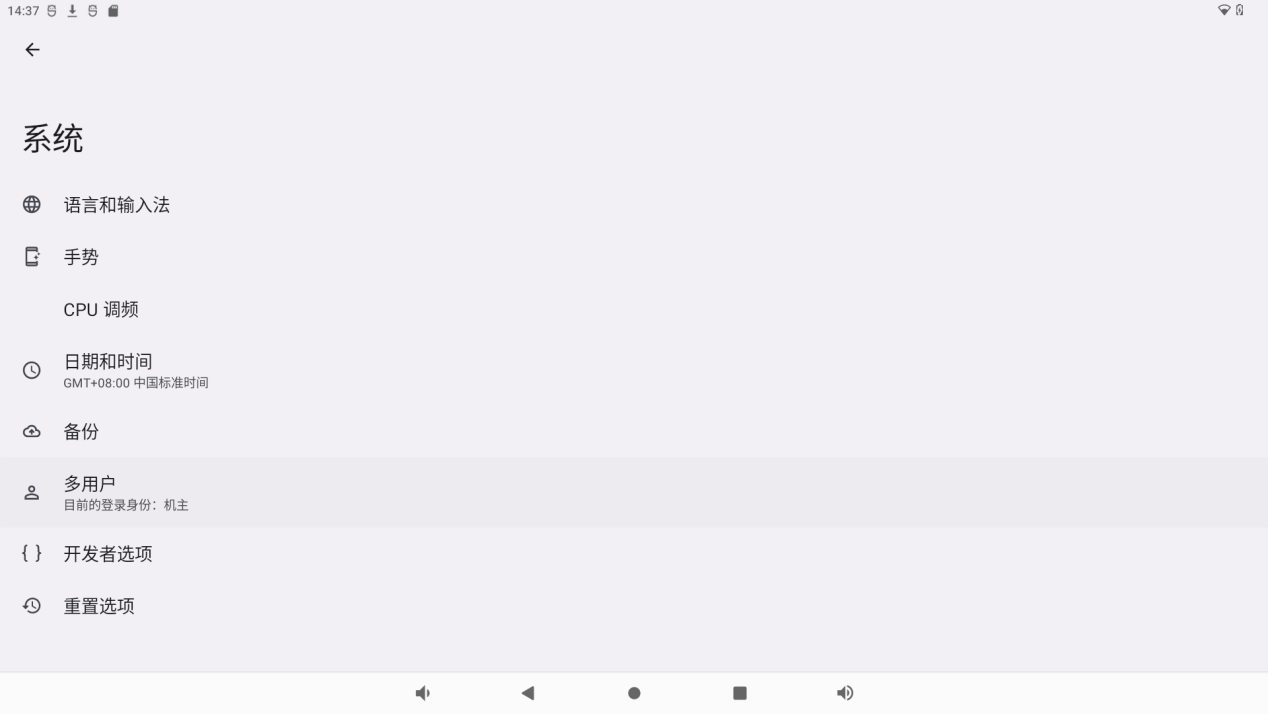 14:37
系统
语言和输入法
手势
CPU 调频
日期和时间
GMT+08:00 中国标准时间
备份
多用户
目前的登录身份：机主
{ } 开发者选项
重置选项